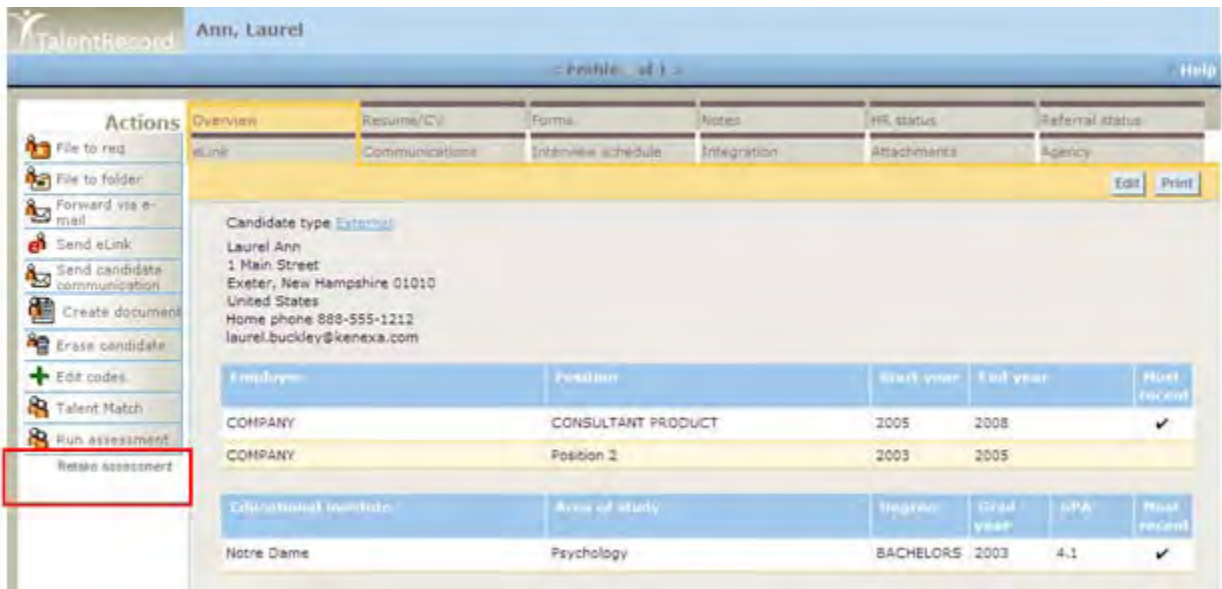 TalentRecord
Ann, Laurel
Profile of 1
Help
Actions
File to req
File to folder
Forward via e-
mail
Send eLink
Send candidate
communication
Create document
Erase candidate
Edit codes
Talent Match
Run assessment
Retake assessment
Overview Resume/CV Forms Notes HR status Referral status
eLink Communications Interview schedule Integration Attachments Agency
Edit Print
Candidate type External
Laurel Ann
1 Main Street
Exeter, New Hampshire 01010
United States
Home phone 888-555-1212
laurel.buckley@kenexa.com
Employer Position Start year End year Most
recent
COMPANY CONSULTANT PRODUCT 2005 2008 ✔
COMPANY Position 2 2003 2005
Educational institute Area of study Degree Grad
year GPA Most
recent
Notre Dame Psychology BACHELORS 2003 4.1 ✔